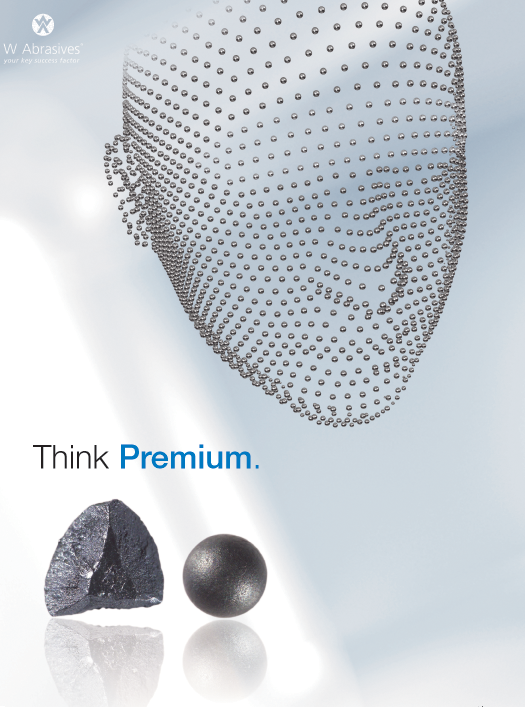 W Abrasives
your key success factor
Think Premium.